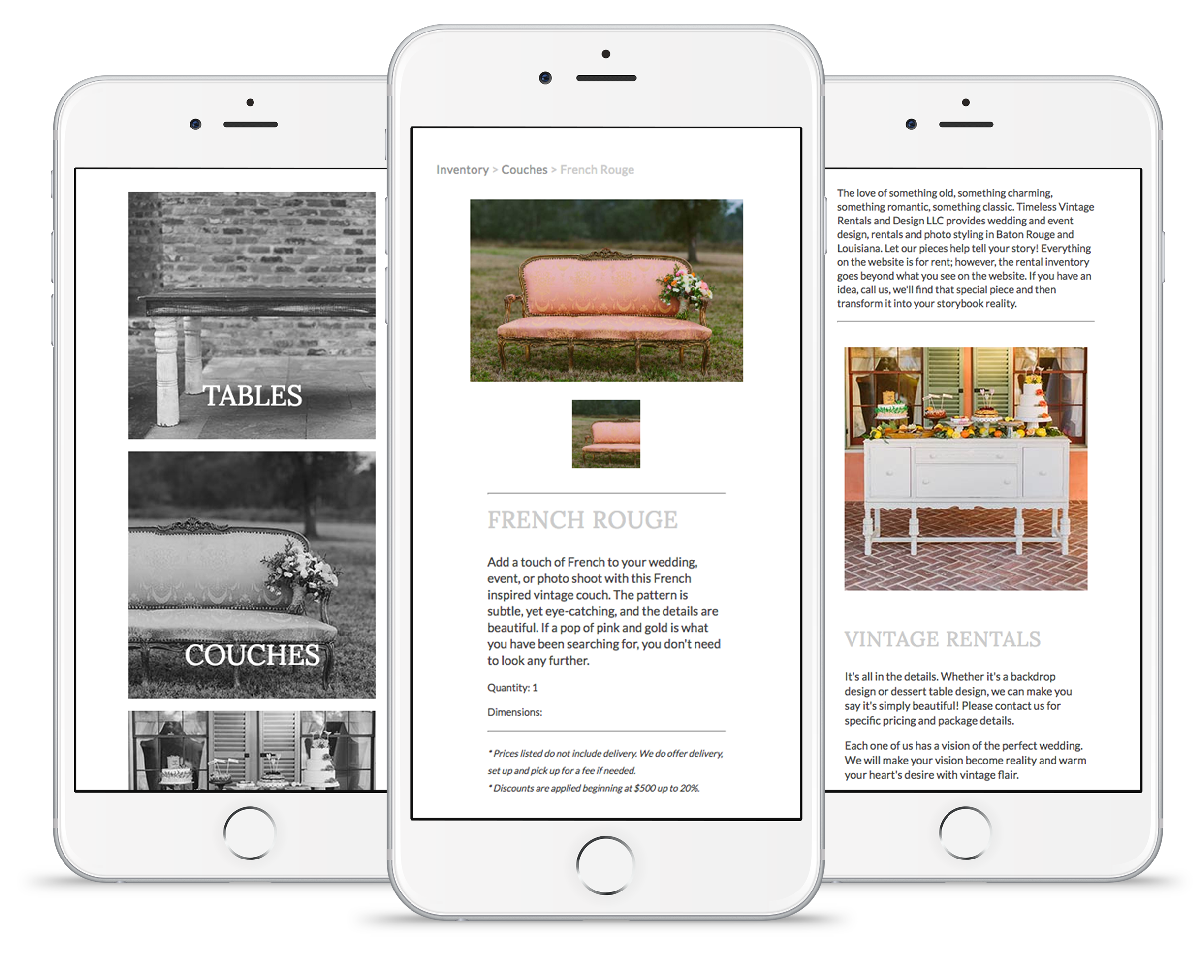 TABLES
COUCHES
Inventory > Couches > French Rouge
FRENCH ROUGE
Add a touch of French to your wedding,
event, or photo shoot with this French
inspired vintage couch. The pattern is
subtle, yet eye-catching, and the details are
beautiful. If a pop of pink and gold is what
you have been searching for, you don't need
to look any further.
Quantity: 1
Dimensions:
* Prices listed do not include delivery. We do offer delivery,
set up and pick up for a fee if needed.
* Discounts are applied beginning at $500 up to 20%.
The love of something old, something charming,
something romantic, something classic. Timeless Vintage
Rentals and Design LLC provides wedding and event
design, rentals and photo styling in Baton Rouge and
Louisiana. Let our pieces help tell your story! Everything
on the website is for rent; however, the rental inventory
goes beyond what you see on the website. If you have an
idea, call us, we'll find that special piece and then
transform it into your storybook reality.
VINTAGE RENTALS
It's all in the details. Whether it's a backdrop
design or dessert table design, we can make you
say it's simply beautiful! Please contact us for
specific pricing and package details.
Each one of us has a vision of the perfect wedding.
We will make your vision become reality and warm
your heart's desire with vintage flair.